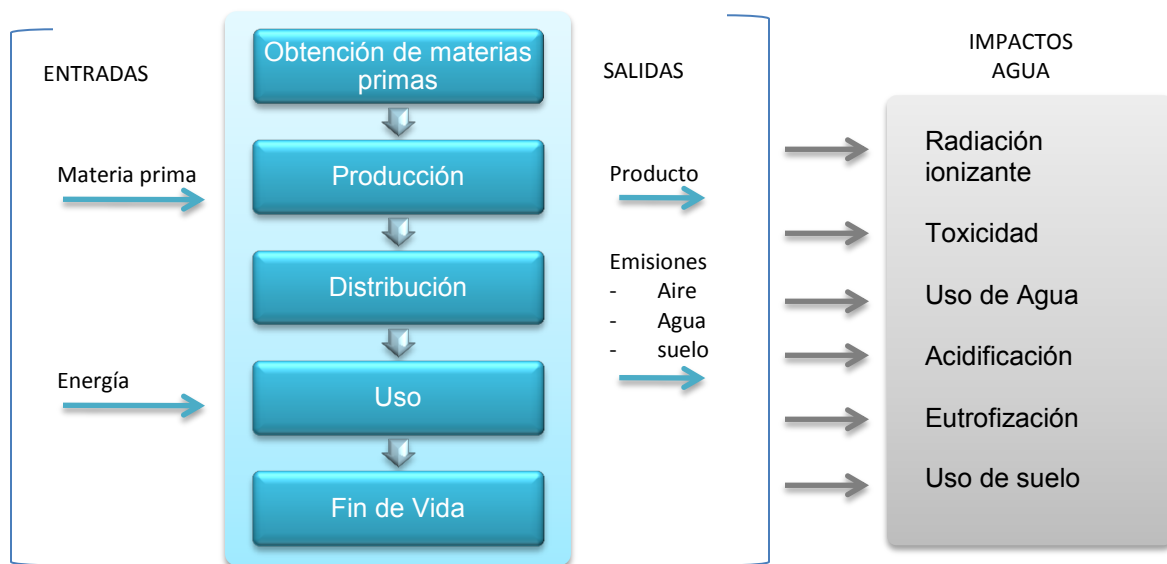 ENTRADAS
Materia prima
Energía
Obtención de materias
primas
Producción
Distribución
Uso
Fin de Vida
SALIDAS
Producto
Emisiones
- Aire
- Agua
- suelo
IMPACTOS
AGUA
Radiación
ionizante
Toxicidad
Uso de Agua
Acidificación
Eutrofización
Uso de suelo